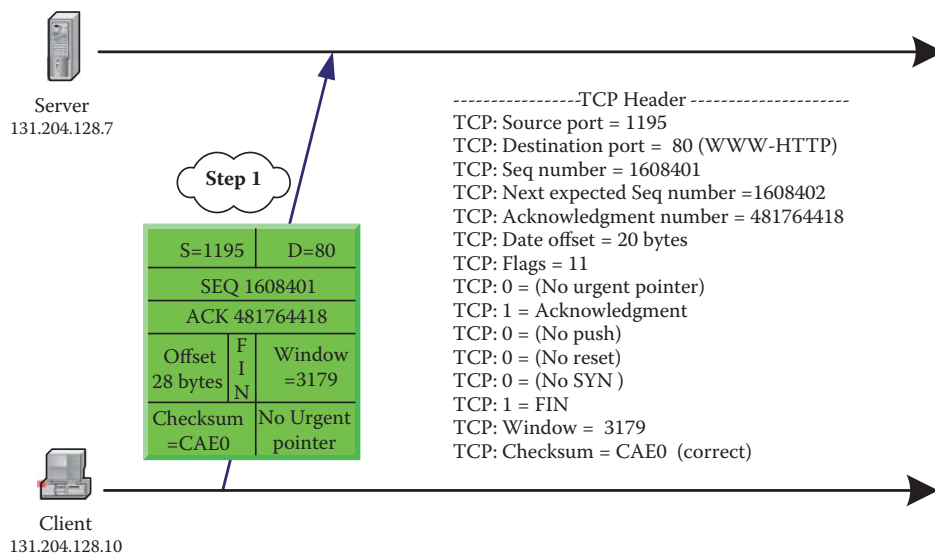 Server
131.204.128.7
Step 1
S=1195 D=80
SEQ 1608401
ACK 481764418
Offset
28 bytes
F
I
N
Window
=3179
Checksum
=CAE0
No Urgent
pointer
Client
131.204.128.10
-----------------TCP Header ---------------------
TCP: Source port = 1195
TCP: Destination port = 80 (WWW-HTTP)
TCP: Seq number = 1608401
TCP: Next expected Seq number =1608402
TCP: Acknowledgment number = 481764418
TCP: Date offset = 20 bytes
TCP: Flags = 11
TCP: 0 = (No urgent pointer)
TCP: 1 = Acknowledgment
TCP: 0 = (No push)
TCP: 0 = (No reset)
TCP: 0 = (No SYN )
TCP: 1 = FIN
TCP: Window = 3179
TCP: Checksum = CAE0 (correct)